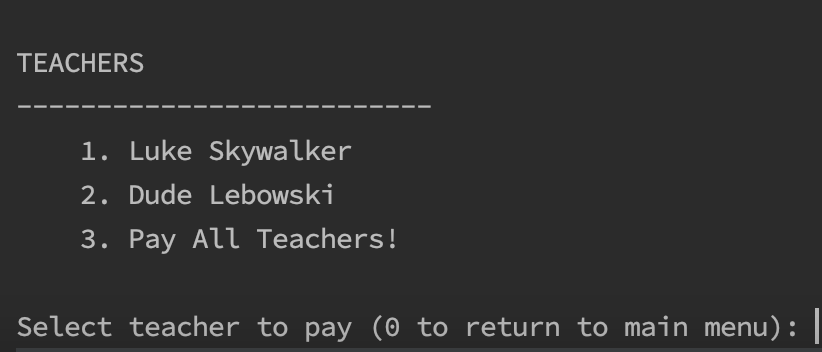 TEACHERS
--------------------------
1. Luke Skywalker
2. Dude Lebowski
3. Pay All Teachers!
Select teacher to pay (0 to return to main menu):